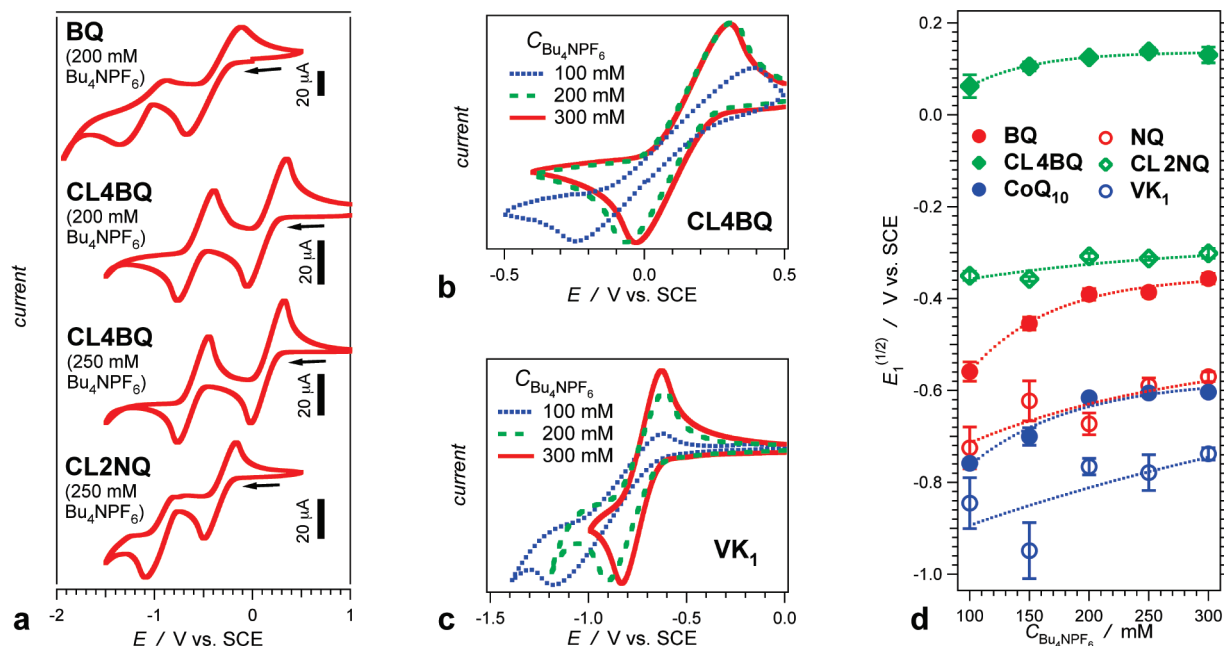 BQ
(200 mM
Bu4NPF6)
20 µA
CL4BQ
(200 mM
Bu4NPF6)
20 µA
CL4BQ
(250 mM
Bu4NPF6)
20 µA
CL2NQ
(250 mM
Bu4NPF6)
20 µA
current
-2 -1 0 1
a E / V vs. SCE
CBu4NPF6
100 mM
200 mM
300 mM
CL4BQ
current
-0.5 0.0 0.5
b E / V vs. SCE
CBu4NPF6
100 mM
200 mM
300 mM
VK1
current
-1.5 -1.0 -0.5 0.0
c E / V vs. SCE
0.2
0.0
BQ NQ
CL4BQ CL2NQ
CoQ10 VK1
-0.2
-0.4
-0.6
-0.8
-1.0
E1(1/2) / V vs. SCE
100 150 200 250 300
d CBu4NPF6 / mM